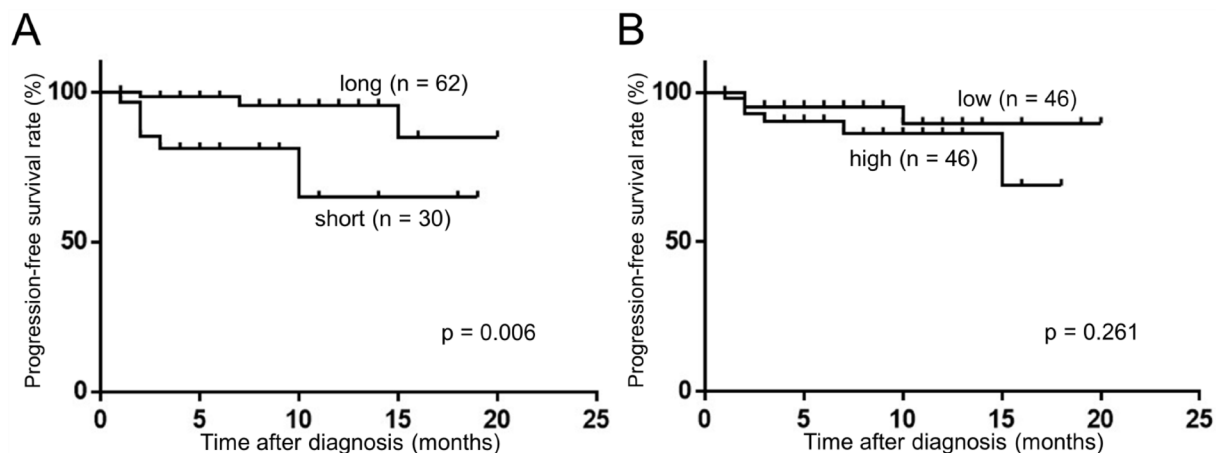 A
Progression-free survival rate (%)
100
50
0
long (n = 62)
short (n = 30)
p = 0.006
0 5 10 15 20 25
Time after diagnosis (months)
B
Progression-free survival rate (%)
100
50
0
low (n = 46)
high (n = 46)
p = 0.261
0 5 10 15 20 25
Time after diagnosis (months)